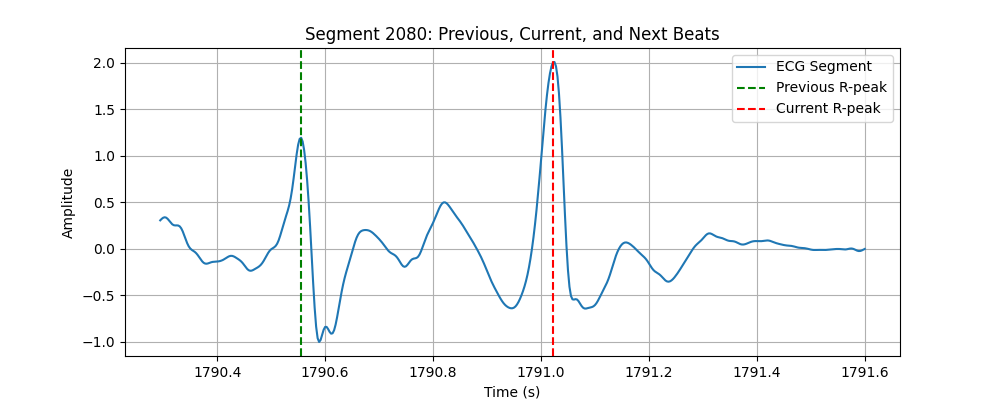 Segment 2080: Previous, Current, and Next Beats
ECG Segment
Previous R-peak
Current R-peak
Amplitude
2.0
1.5
1.0
0.5
0.0
−0.5
−1.0
1790.4 1790.6 1790.8 1791.0 1791.2 1791.4 1791.6
Time (s)